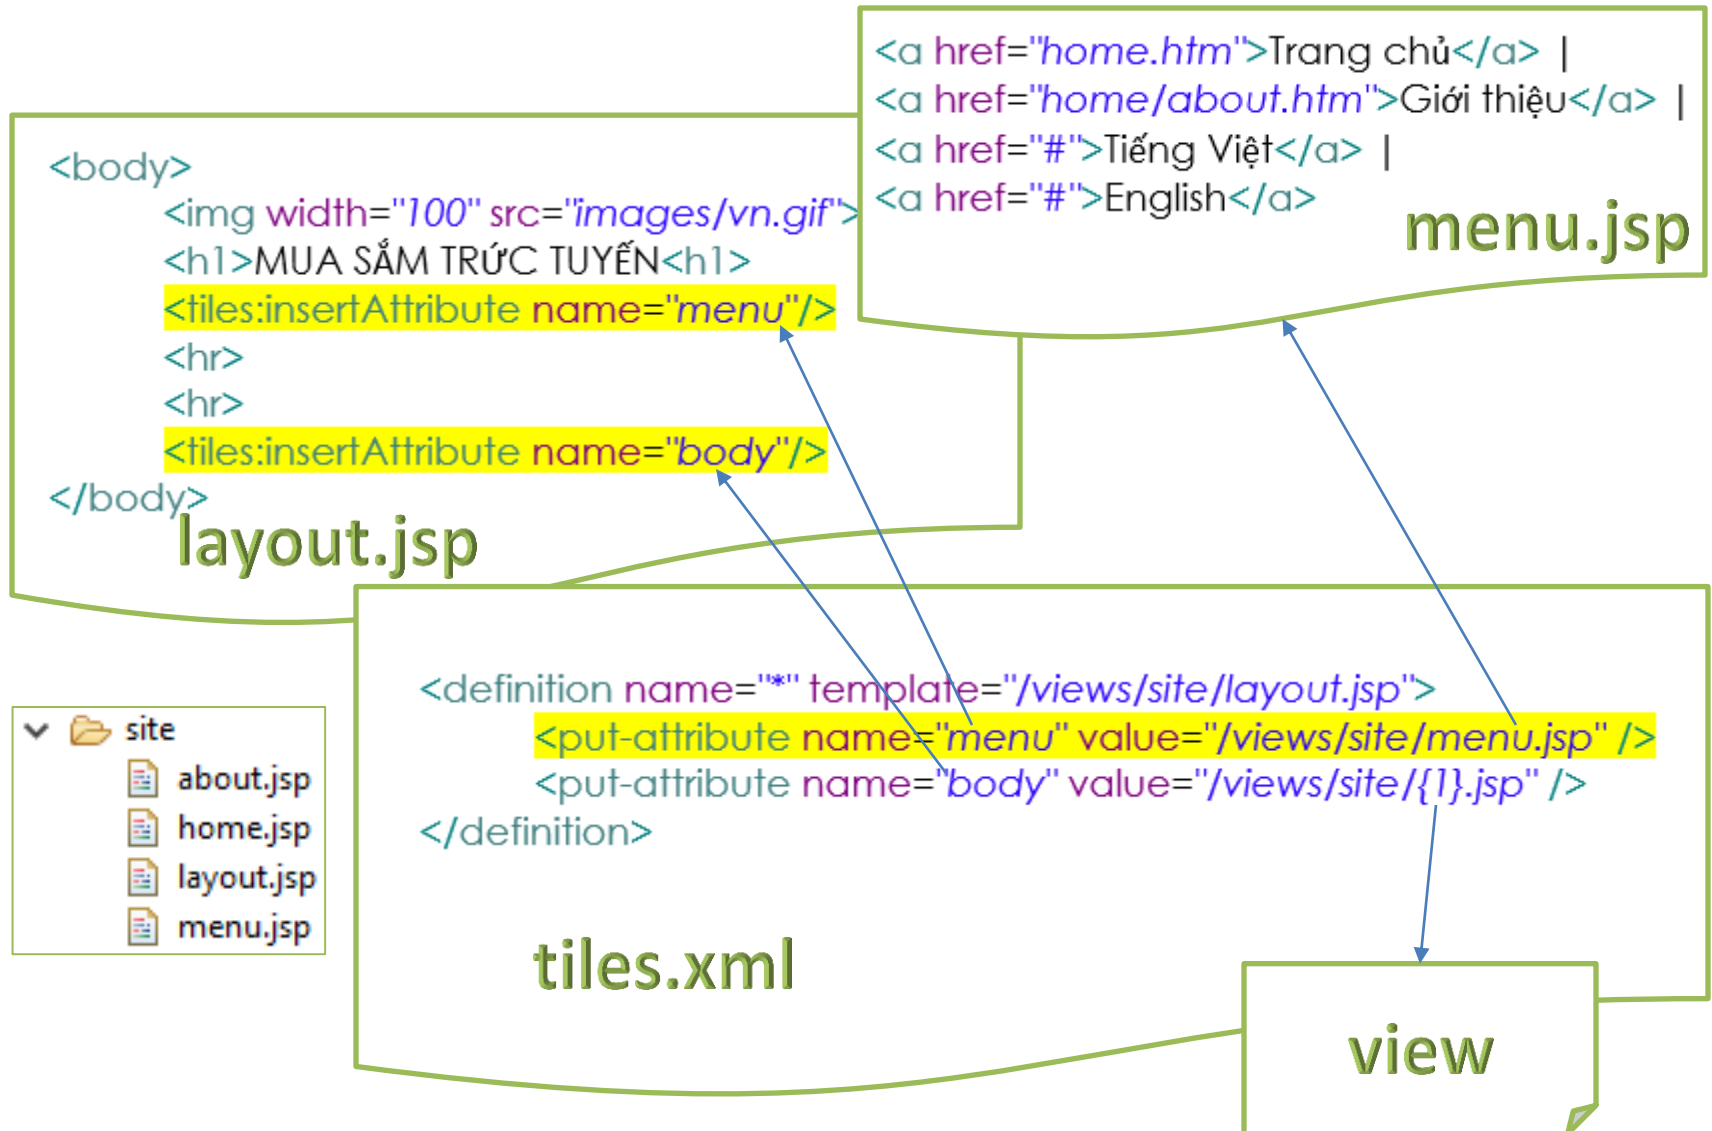 <body>
<img width="100" src="images/vn.gif">
<h1>MUA SẮM TRỨC TUYẾN<h1>
<tiles:insertAttribute name="menu"/>
<hr>
<hr>
<tiles:insertAttribute name="body"/>
</body>
layout.jsp
<a href="home.htm">Trang chủ</a> |
<a href="home/about.htm">Giới thiệu</a> |
<a href="#">Tiếng Việt</a> |
<a href="#">English</a>
menu.jsp
site
about.jsp
home.jsp
layout.jsp
menu.jsp
<definition name="*" template="/views/site/layout.jsp">
<put-attribute name="menu" value="/views/site/menu.jsp" />
<put-attribute name="body" value="/views/site/{1}.jsp" />
</definition>
tiles.xml
view